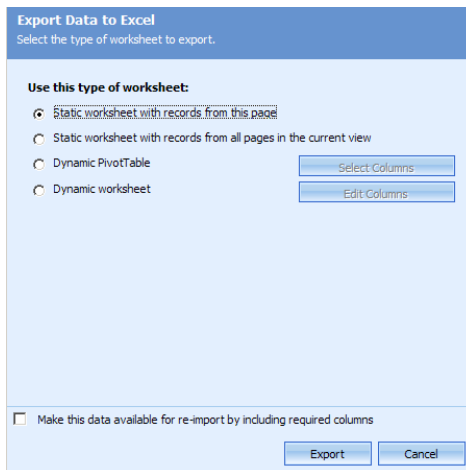 Export Data to Excel
Select the type of worksheet to export.
Use this type of worksheet:
Static worksheet with records from this page
Static worksheet with records from all pages in the current view
Dynamic PivotTable
Select Columns
Dynamic worksheet
Edit Columns
Make this data available for re-import by including required columns
Export Cancel